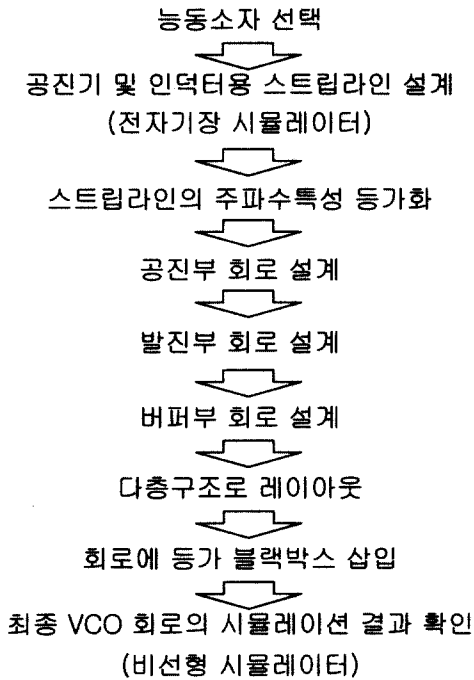 능동소자 선택
공진기 및 인덕터용 스트립라인 설계
(전자기장 시뮬레이터)
스트립라인의 주파수특성 등가화
공진부 회로 설계
발진부 회로 설계
버퍼부 회로 설계
다층구조로 레이아웃
회로에 등가 블랙박스 삽입
최종 VCO 회로의 시뮬레이션 결과 확인
(비선형 시뮬레이터)